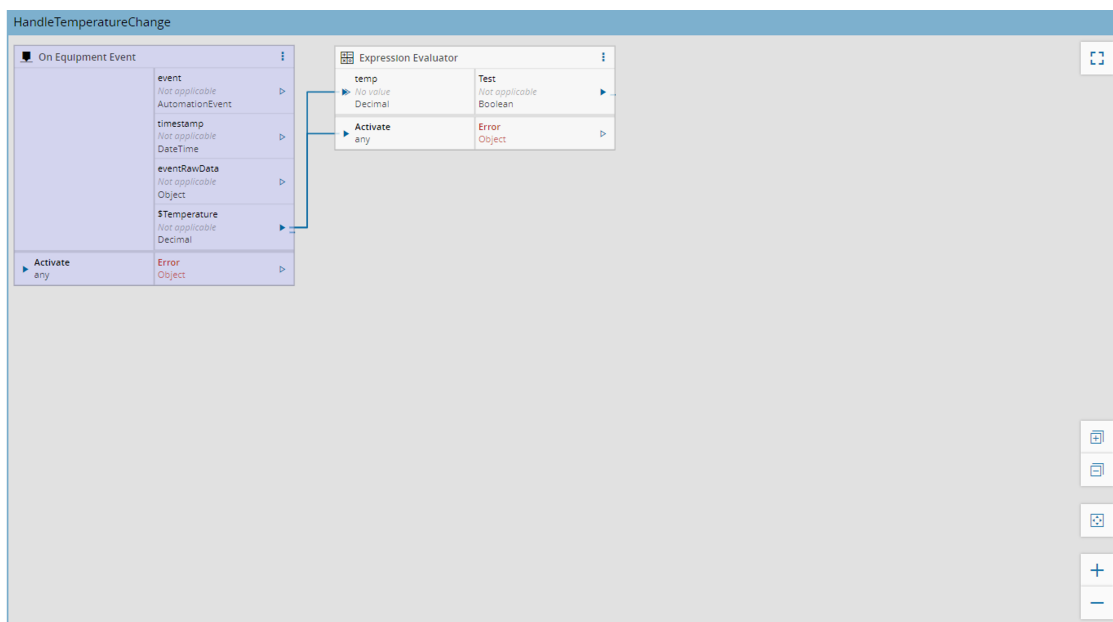 HandleTemperatureChange
On Equipment Event
event
Not applicable
AutomationEvent
timestamp
Not applicable
DateTime
eventRawData
Not applicable
Object
$Temperature
Not applicable
Decimal
Activate
any
Error
Object
Expression Evaluator
temp
No value
Decimal
Test
Not applicable
Boolean
Activate
any
Error
Object